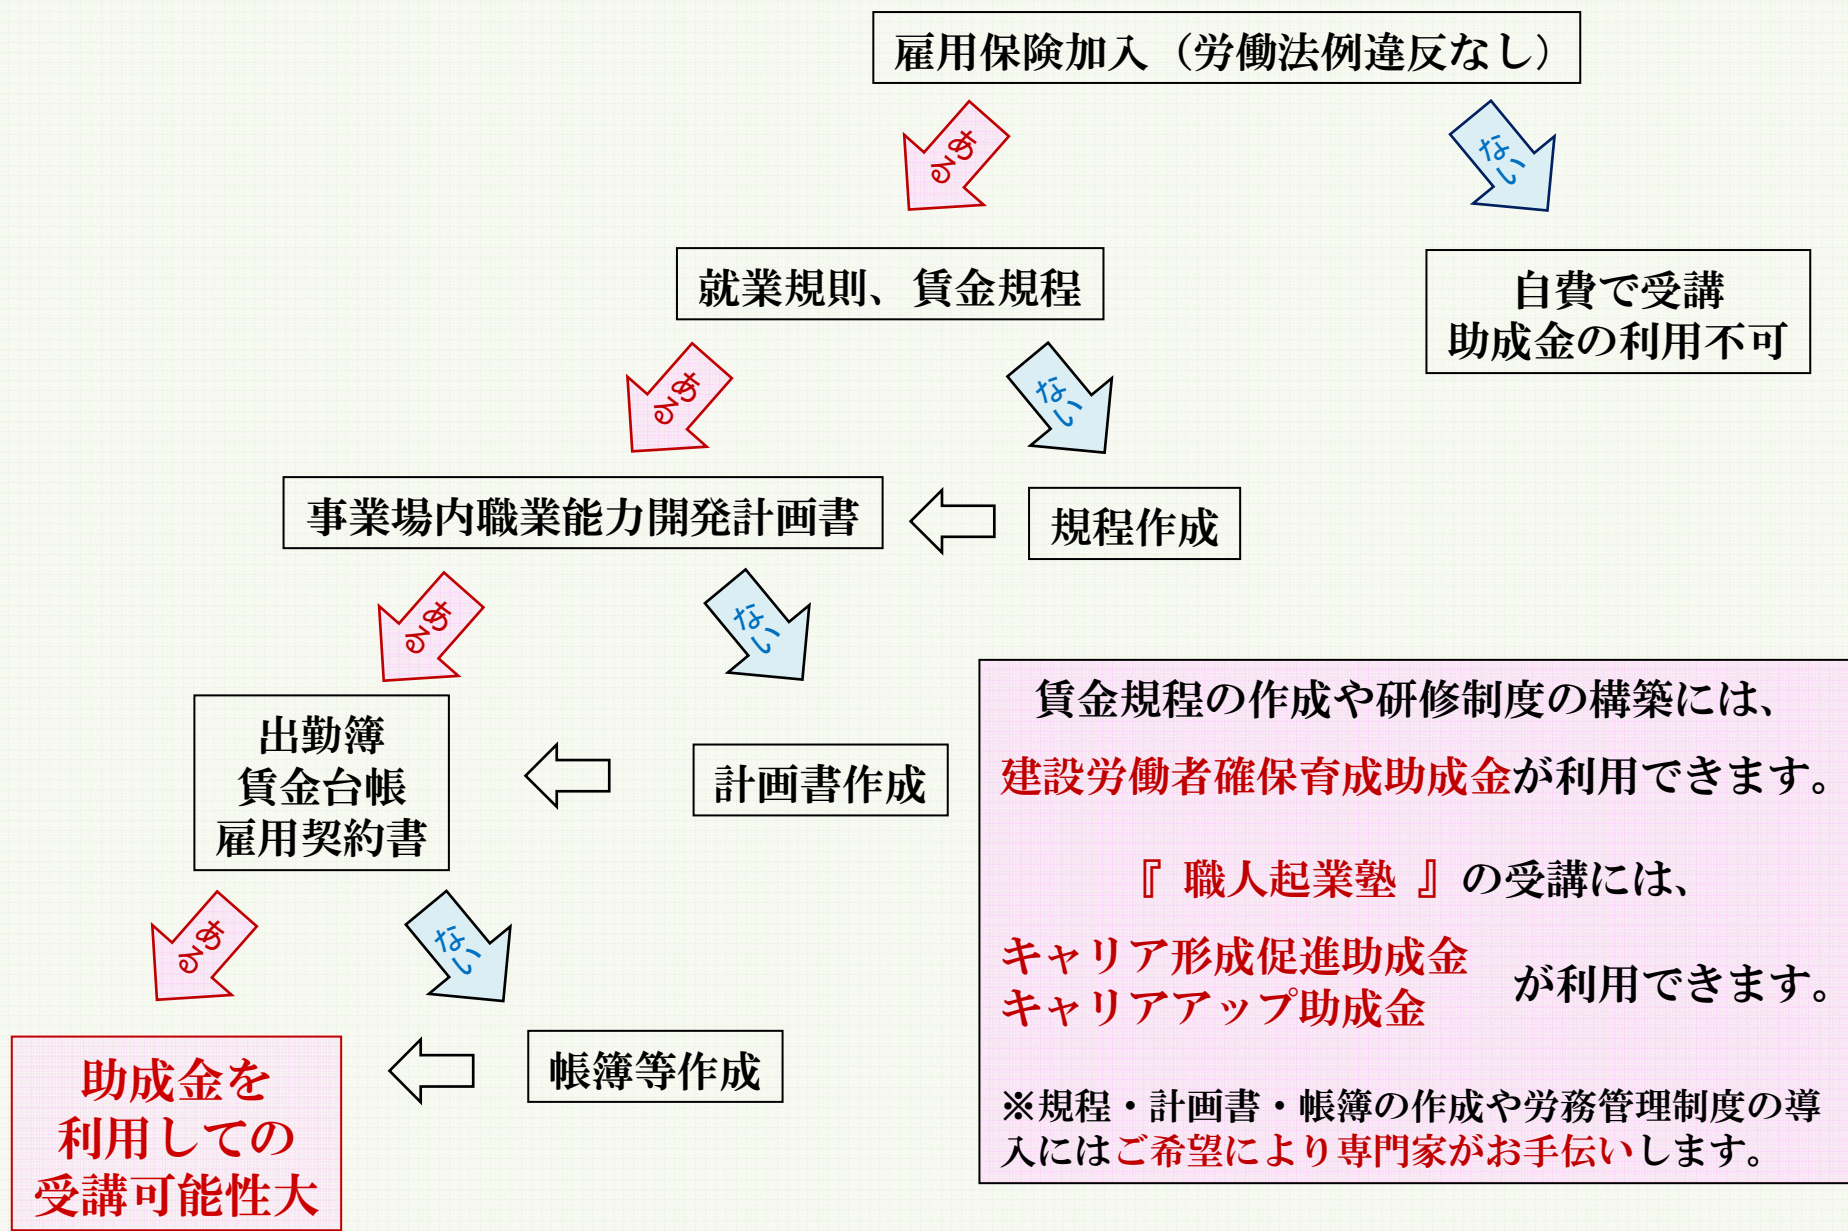 雇用保険加入（労働法例違反なし）
ある
ない
就業規則、賃金規程
自費で受講
助成金の利用不可
ある
ない
事業場内職業能力開発計画書
規程作成
ある
ない
出勤簿
賃金台帳
雇用契約書
計画書作成
ある
ない
助成金を
利用しての
受講可能性大
帳簿等作成
賃金規程の作成や研修制度の構築には、
建設労働者確保育成助成金が利用できます。
『 職人起業塾 』の受講には、
キャリア形成促進助成金
キャリアアップ助成金
が利用できます。
※規程・計画書・帳簿の作成や労務管理制度の導
入にはご希望により専門家がお手伝いします。